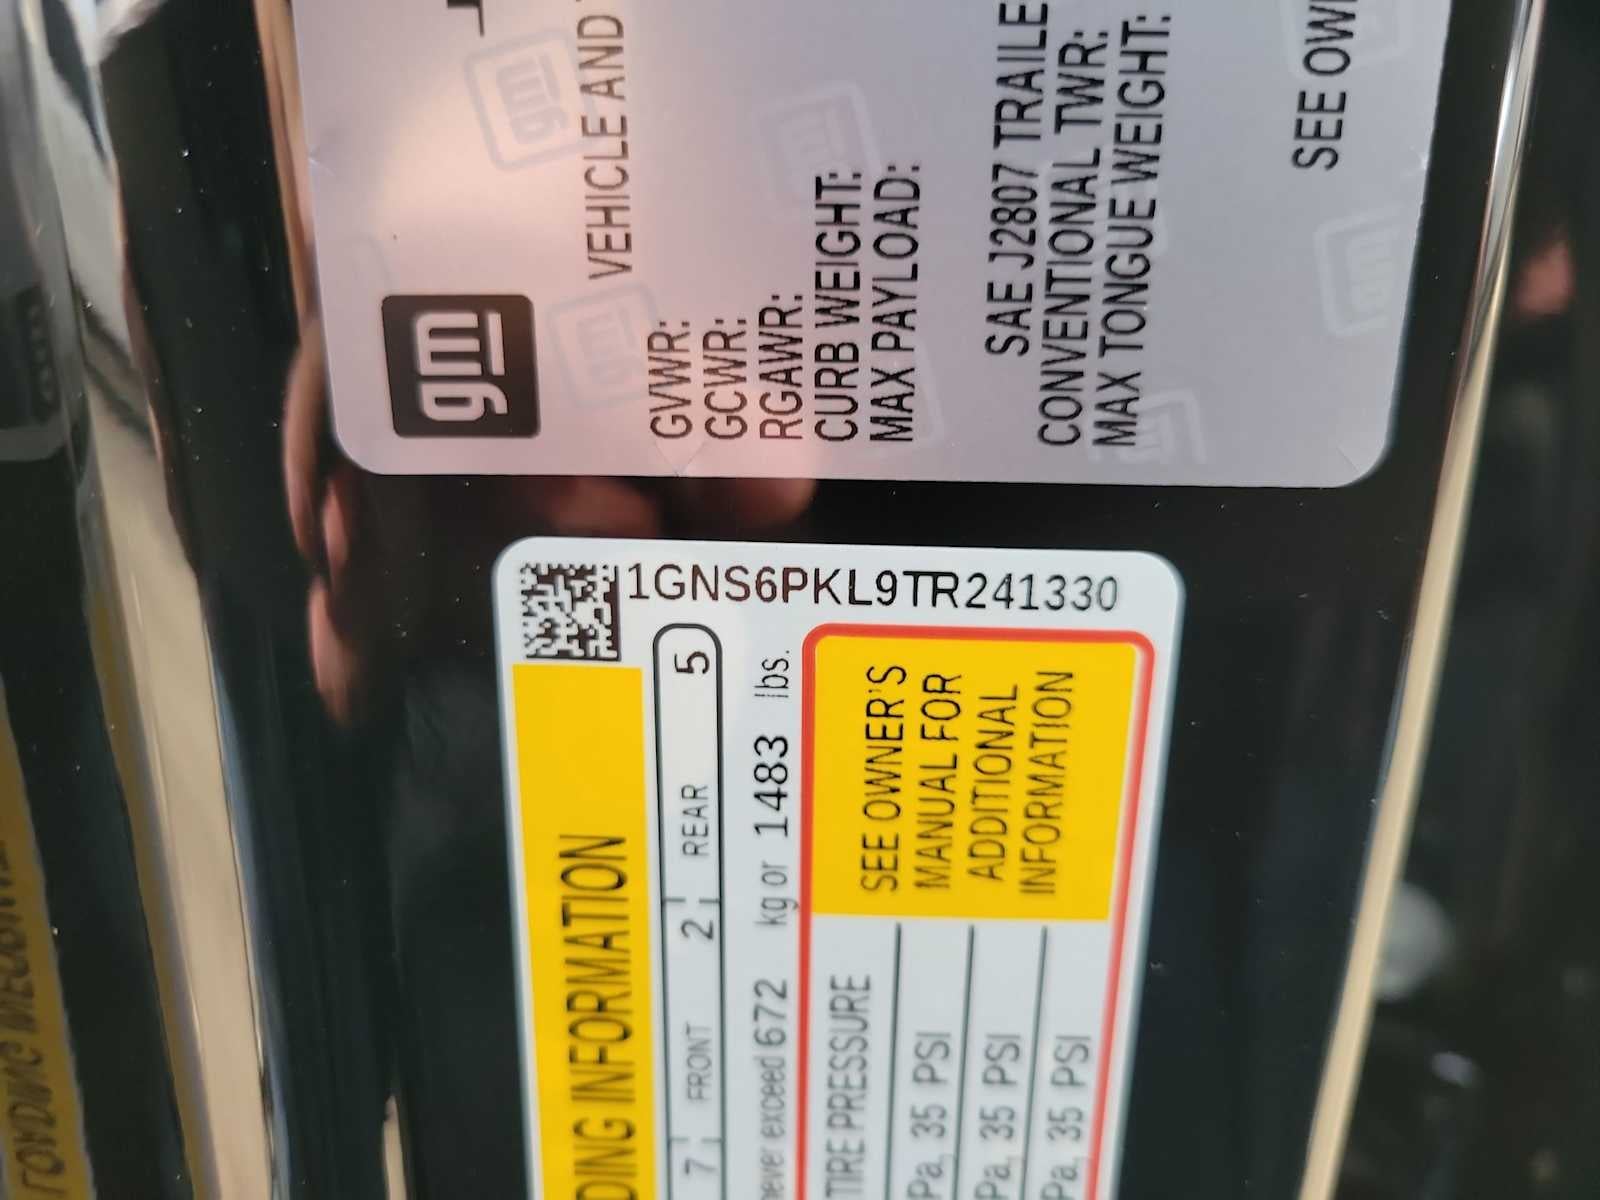 gm
VEHICLE AND
GVWR:
GCWR:
RGAWR:
CURB WEIGHT:
MAX PAYLOAD:
SAE J2807 TRAILE
CONVENTIONAL TWR:
MAX TONGUE WEIGHT:
SEE OWI
1GNS6PKL9TR241330
DING INFORMATION
7 FRONT 2 REAR 5
never exceed 672 kg or 1483 lbs.
TIRE PRESSURE
Pa, 35 PSI
Pa, 35 PSI
Pa, 35 PSI
SEE OWNER'S
MANUAL FOR
ADDITIONAL
INFORMATION